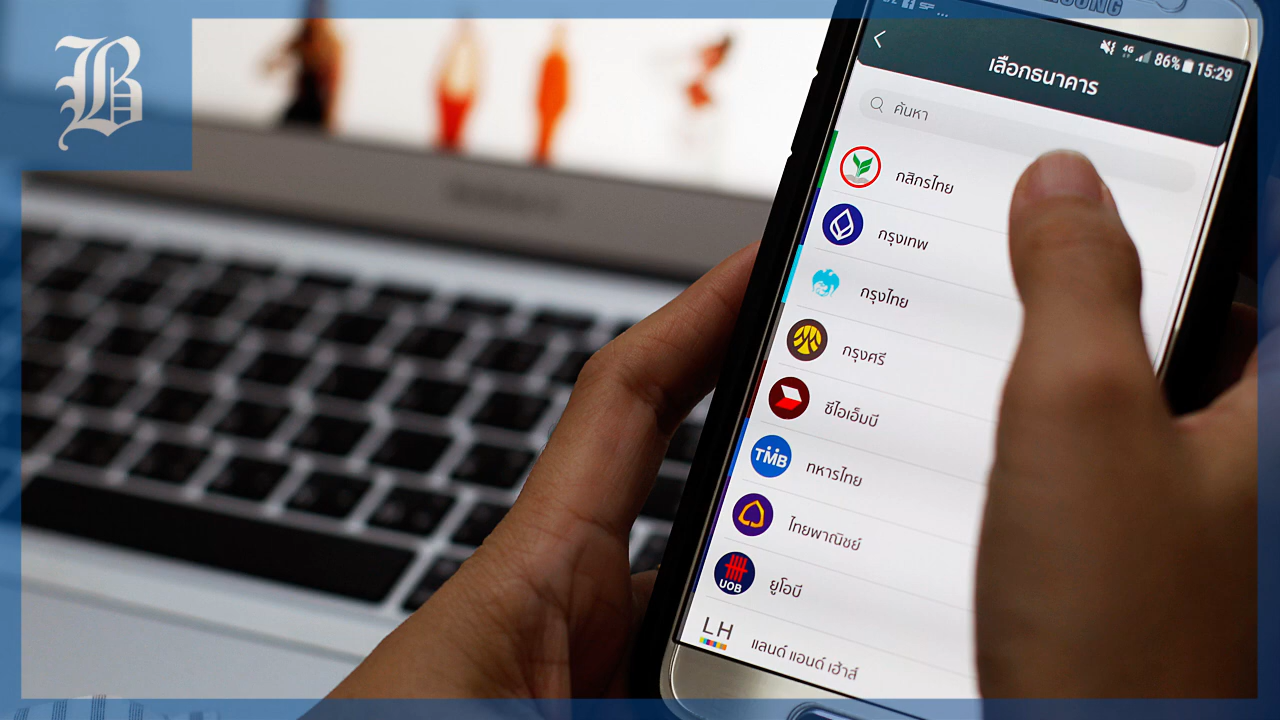 B
SAMSUNG
4G 86% 15:29
เลือกธนาคาร
ค้นหา
กสิกรไทย
กรุงเทพ
กรุงไทย
กรุงศรี
ซีไอเอ็มบี
TMB ทหารไทย
ไทยพาณิชย์
UOB ยูโอบี
LH แลนด์ แอนด์ เฮ้าส์